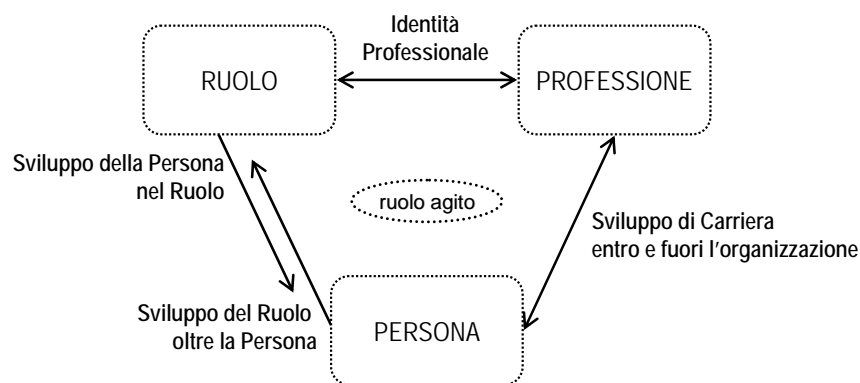 Identità
Professionale
RUOLO
PROFESSIONE
Sviluppo della Persona
nel Ruolo
ruolo agito
Sviluppo di Carriera
entro e fuori l'organizzazione
Sviluppo del Ruolo
oltre la Persona
PERSONA